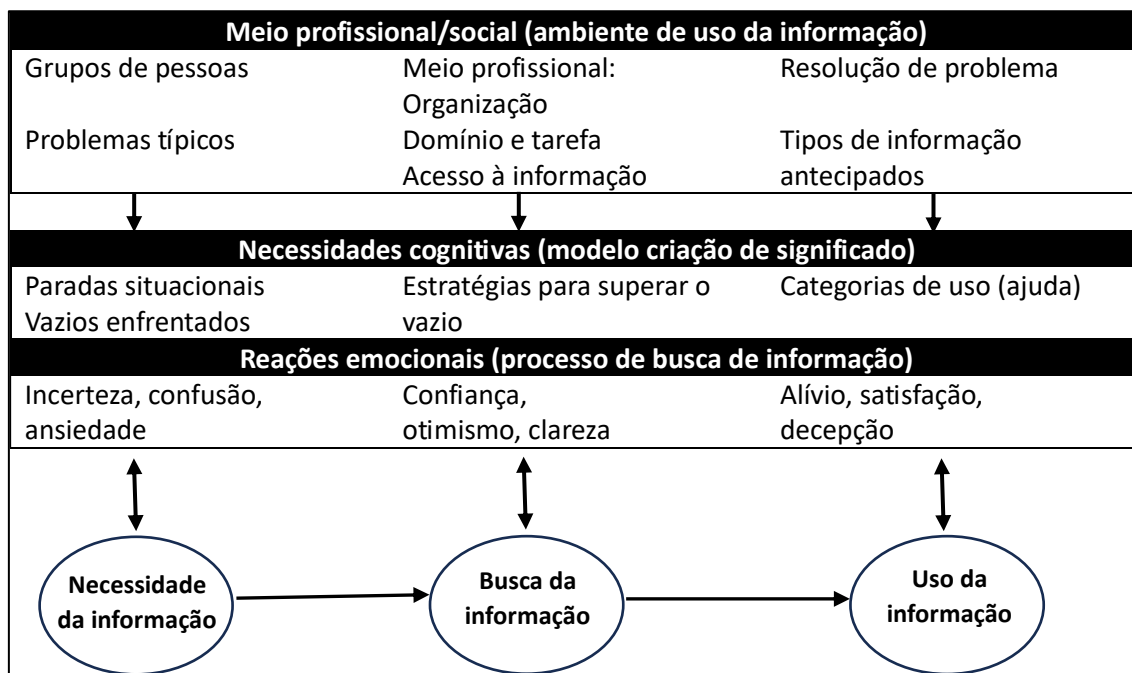 Meio profissional/social (ambiente de uso da informação)
Grupos de pessoas
Meio profissional:
Organização
Resolução de problema
Problemas típicos
Domínio e tarefa
Acesso à informação
Tipos de informação
antecipados
Necessidades cognitivas (modelo criação de significado)
Paradas situacionais
Vazios enfrentados
Estratégias para superar o
vazio
Categorias de uso (ajuda)
Reações emocionais (processo de busca de informação)
Incerteza, confusão,
ansiedade
Confiança,
otimismo, clareza
Alívio, satisfação,
decepção
Necessidade
da informação
Busca da
informação
Uso da
informação